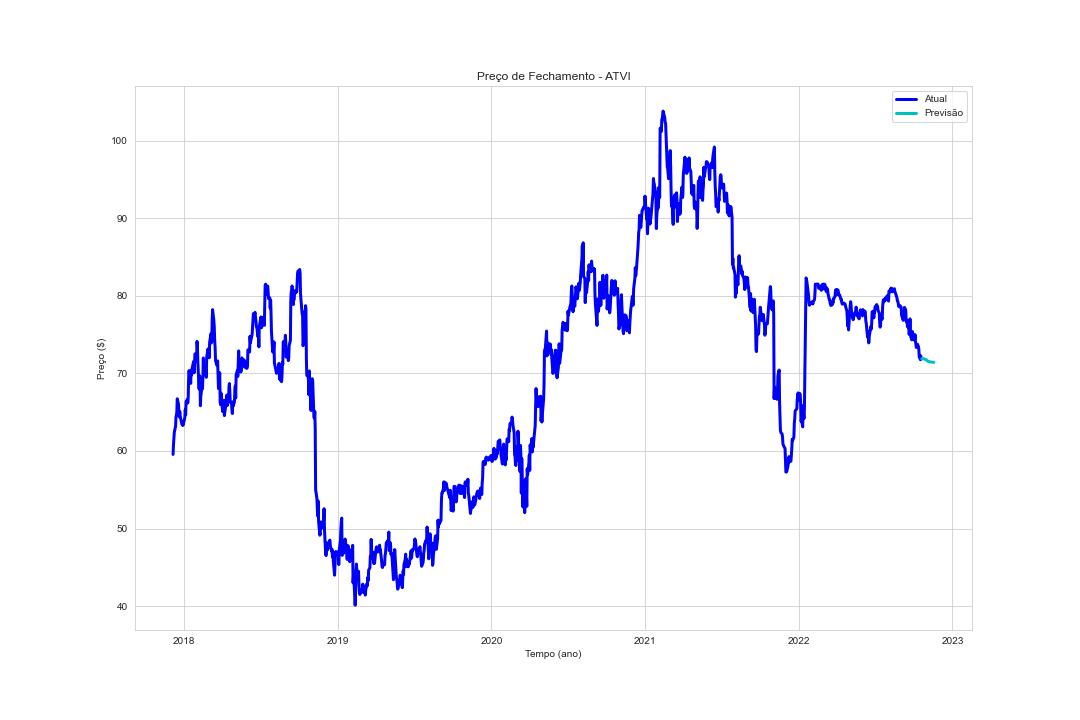 Preço de Fechamento - ATVI
Atual
Previsão
Preço ($)
100
90
80
70
60
50
40
2018
2019
2020
2021
2022
2023
Tempo (ano)